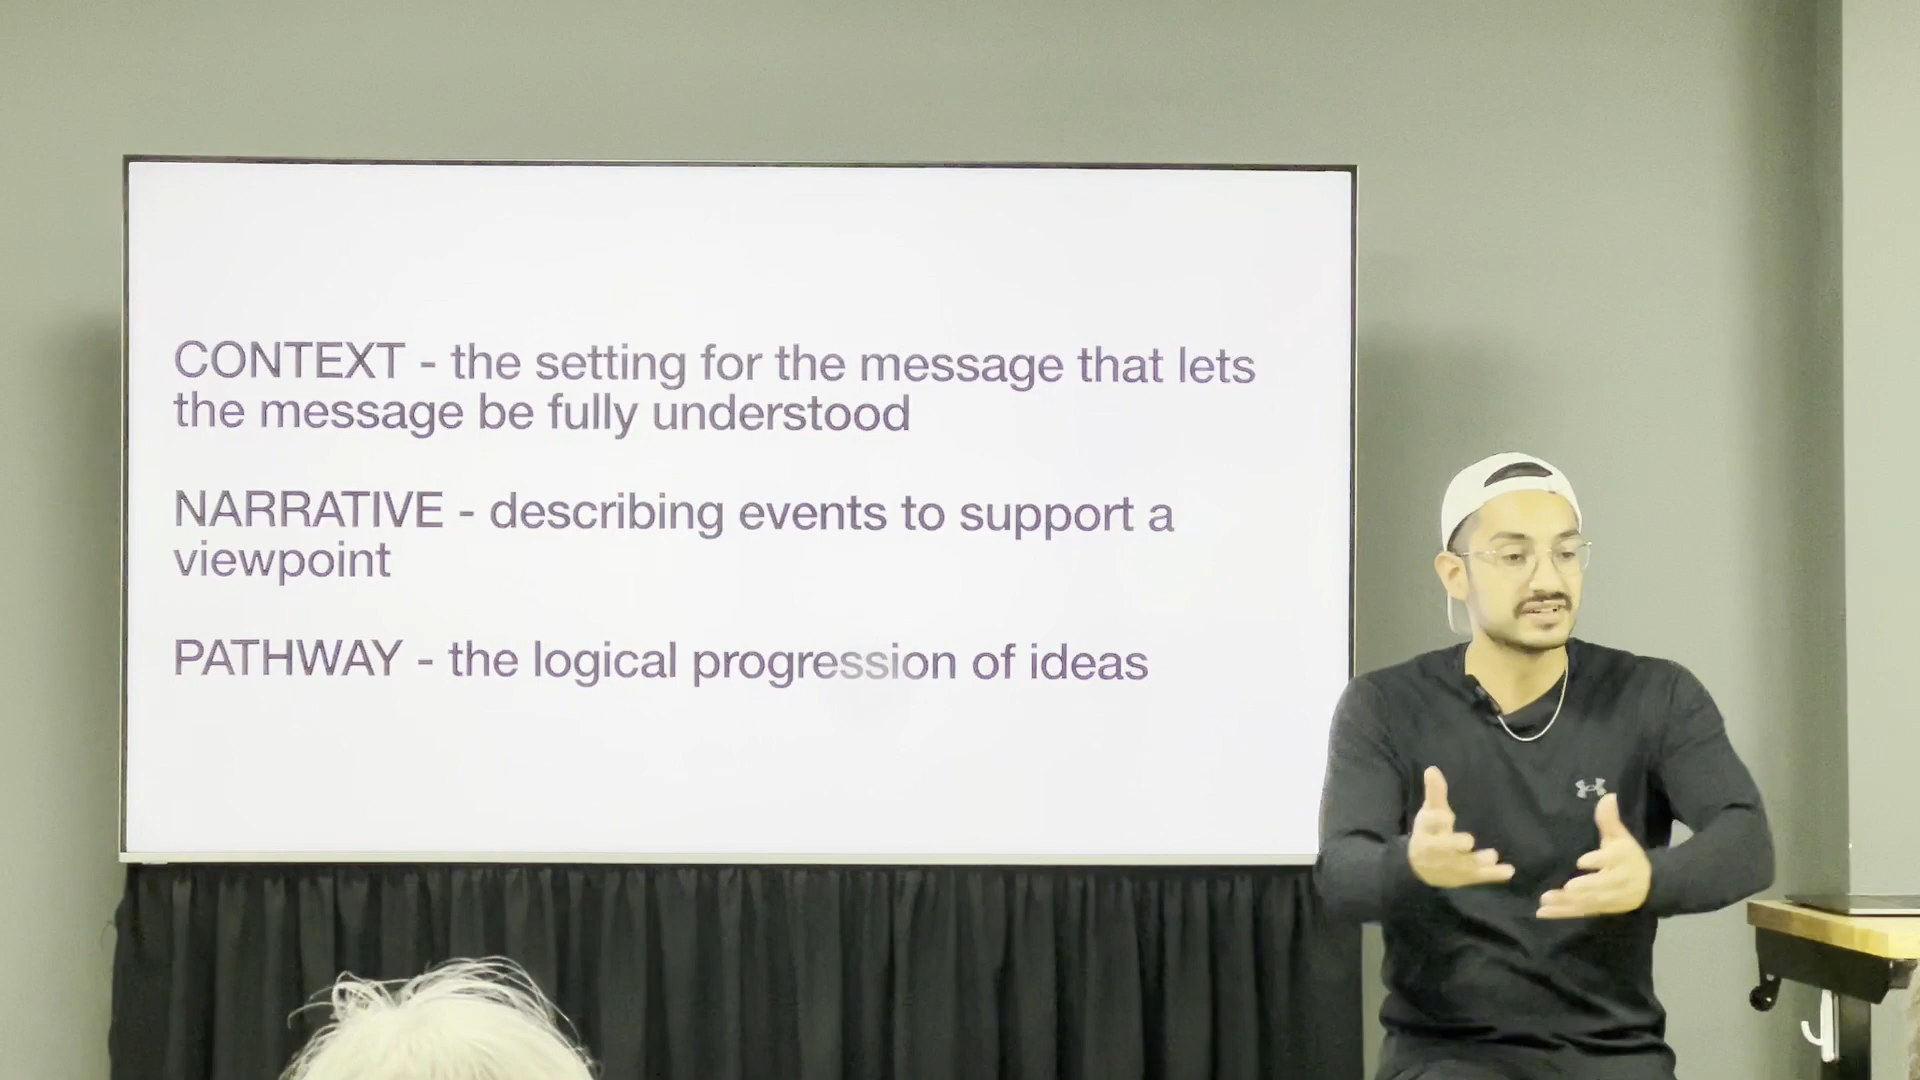 CONTEXT - the setting for the message that lets
the message be fully understood
NARRATIVE - describing events to support a
viewpoint
PATHWAY - the logical progression of ideas